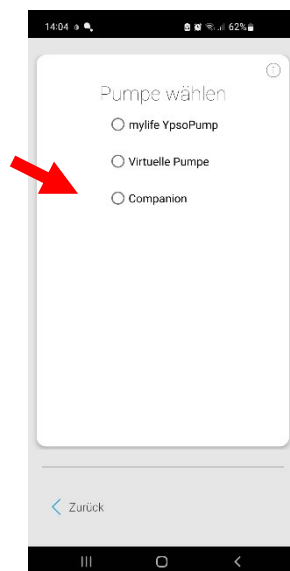 14:04
62%
Pumpe wählen
mylife YpsoPump
Virtuelle Pumpe
Companion
Zurück